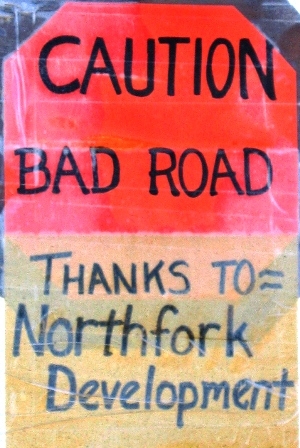 CAUTION
BAD ROAD
THANKS TO=
Northfork
Development